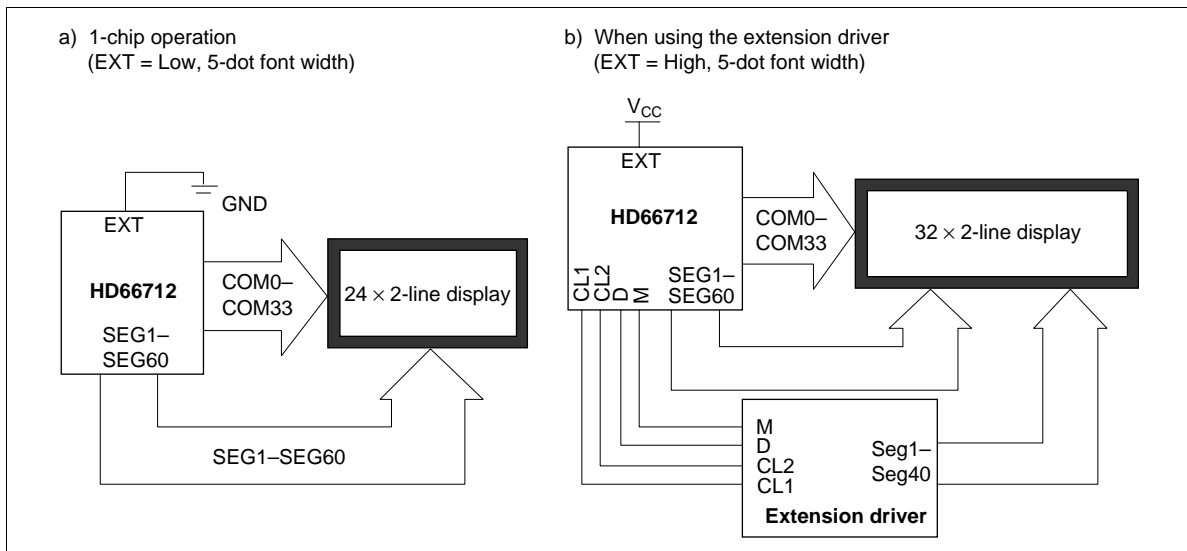 a) 1-chip operation
(EXT = Low, 5-dot font width)
GND
EXT
HD66712
COM0–
COM33
SEG1–
SEG60
24 × 2-line display
SEG1–SEG60
b) When using the extension driver
(EXT = High, 5-dot font width)
VCC
EXT
HD66712
COM0–
COM33
32 × 2-line display
CL1
CL2
D
M
SEG1–
SEG60
M
D
CL2
CL1
Seg1–
Seg40
Extension driver